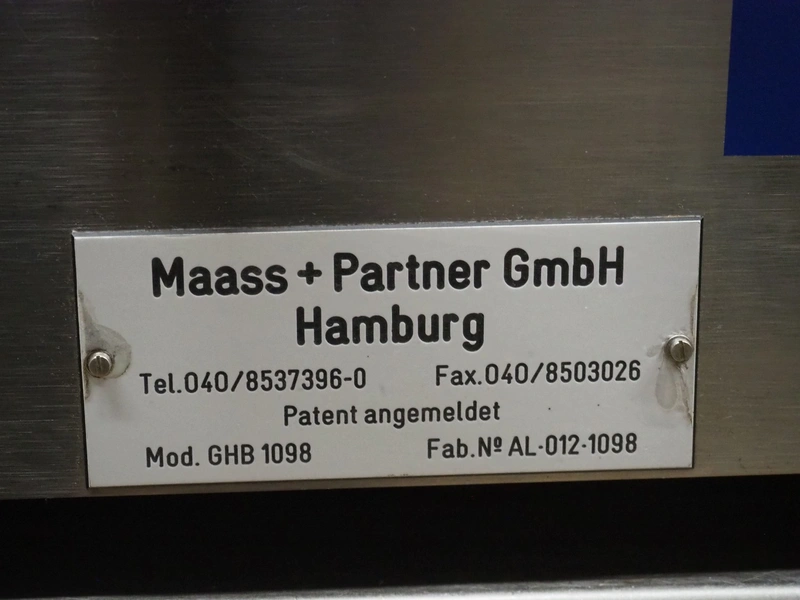 Maass + Partner GmbH
Hamburg
Tel.040/8537396-0 Fax.040/8503026
Patent angemeldet
Mod. GHB 1098 Fab.Nº AL-012-1098